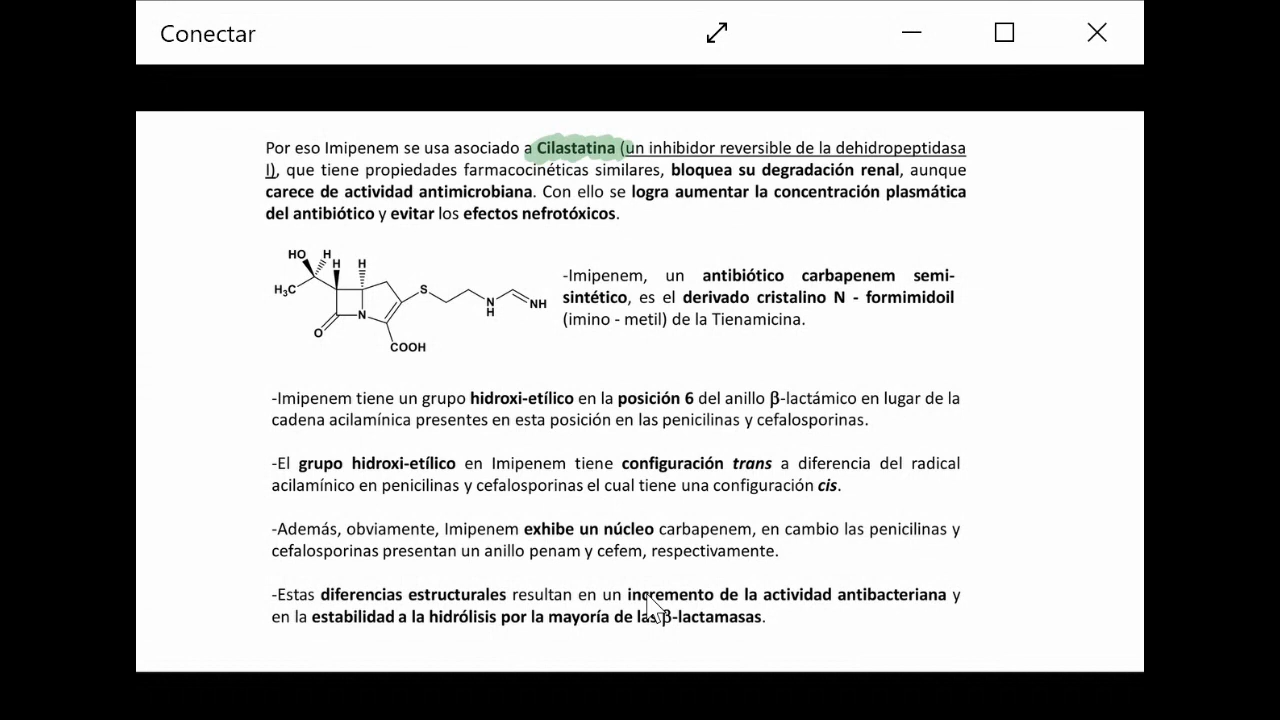 Conectar
Por eso Imipenem se usa asociado a Cilastatina (un inhibidor reversible de la dehidropeptidasa
I), que tiene propiedades farmacocinéticas similares, bloquea su degradación renal, aunque
carece de actividad antimicrobiana. Con ello se logra aumentar la concentración plasmática
del antibiótico y evitar los efectos nefrotóxicos.
HO H
H H
H₃C
S
N
H
NH
N
O
COOH
-Imipenem, un antibiótico carbapenem semi-
sintético, es el derivado cristalino N - formimidoil
(imino - metil) de la Tienamicina.
-Imipenem tiene un grupo hidroxi-etílico en la posición 6 del anillo β-lactámico en lugar de la
cadena acilamínica presentes en esta posición en las penicilinas y cefalosporinas.
-El grupo hidroxi-etílico en Imipenem tiene configuración trans a diferencia del radical
acilamínico en penicilinas y cefalosporinas el cual tiene una configuración cis.
-Además, obviamente, Imipenem exhibe un núcleo carbapenem, en cambio las penicilinas y
cefalosporinas presentan un anillo penam y cefem, respectivamente.
-Estas diferencias estructurales resultan en un incremento de la actividad antibacteriana y
en la estabilidad a la hidrólisis por la mayoría de las β-lactamasas.